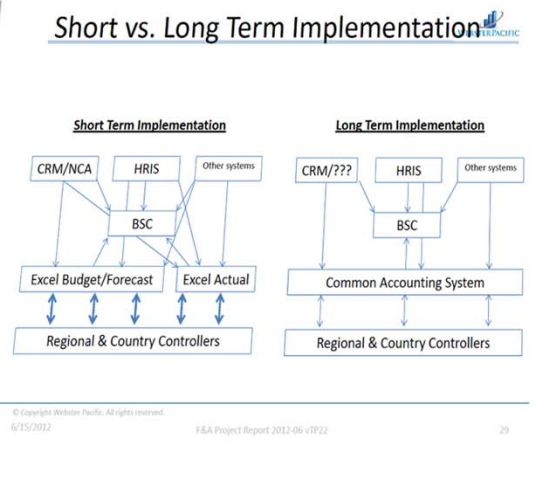 Short vs. Long Term Implementation
WEBSTERPACIFIC
Short Term Implementation
Long Term Implementation
CRM/NCA
HRIS
Other systems
CRM/???
HRIS
Other systems
BSC
BSC
Excel Budget/Forecast
Excel Actual
Common Accounting System
Regional & Country Controllers
Regional & Country Controllers
© Copyright Webster Pacific. All rights reserved.
6/15/2012
F&A Project Report 2012-06 vTP22
29